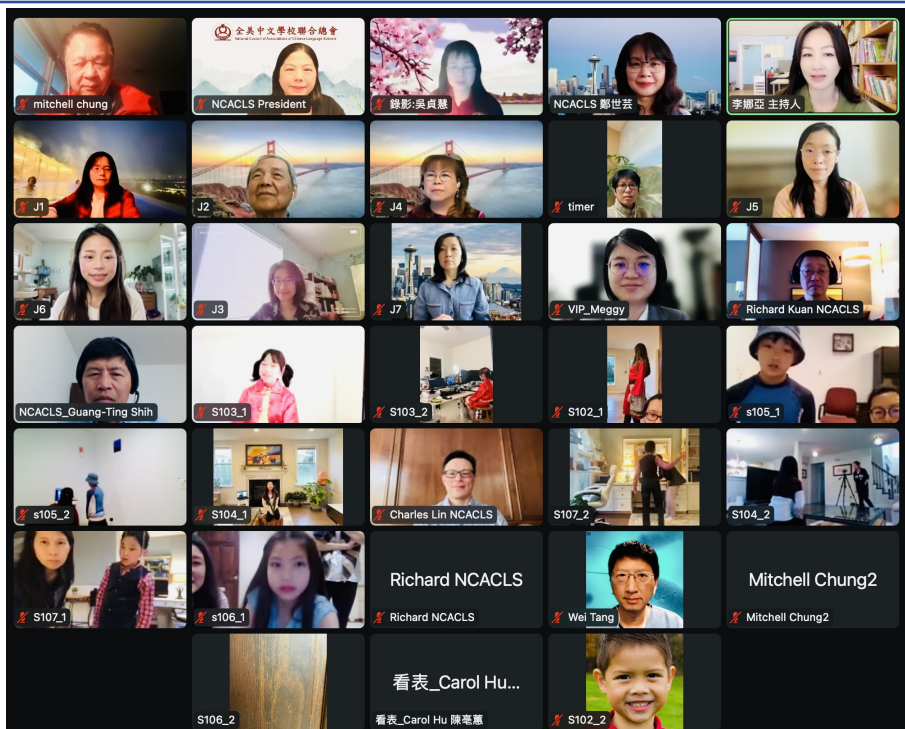 mitchell chung
全美中文學校聯合總會
National Council of Associations of Chinese Language Schools
NCACLS President
錄影:吳貞慧
NCACLS 鄭世芸
李娜亞 主持人
J1
J2
J4
timer
J5
J6
J3
J7
VIP_Meggy
Richard Kuan NCACLS
NCACLS_Guang-Ting Shih
S103_1
S103_2
S102_1
s105_1
s105_2
S104_1
Charles Lin NCACLS
S107_2
S104_2
S107_1
s106_1
Richard NCACLS
Richard NCACLS
Wei Tang
Mitchell Chung2
Mitchell Chung2
S106_2
看表_Carol Hu...
看表_Carol Hu 陳亳蕙
S102_2